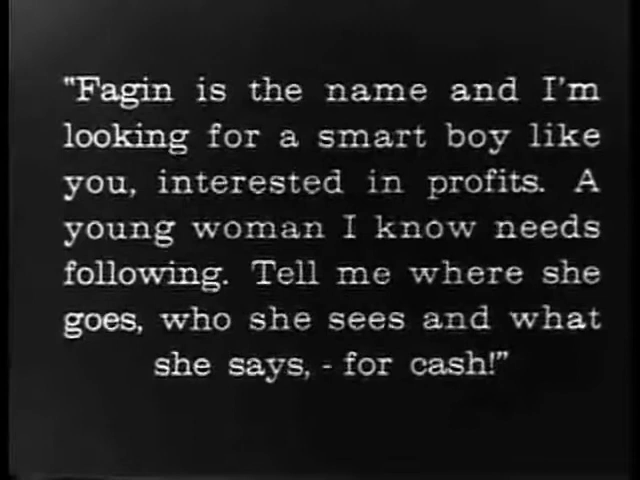 "Fagin is the name and I'm
looking for a smart boy like
you, interested in profits. A
young woman I know needs
following. Tell me where she
goes, who she sees and what
she says, - for cash!"